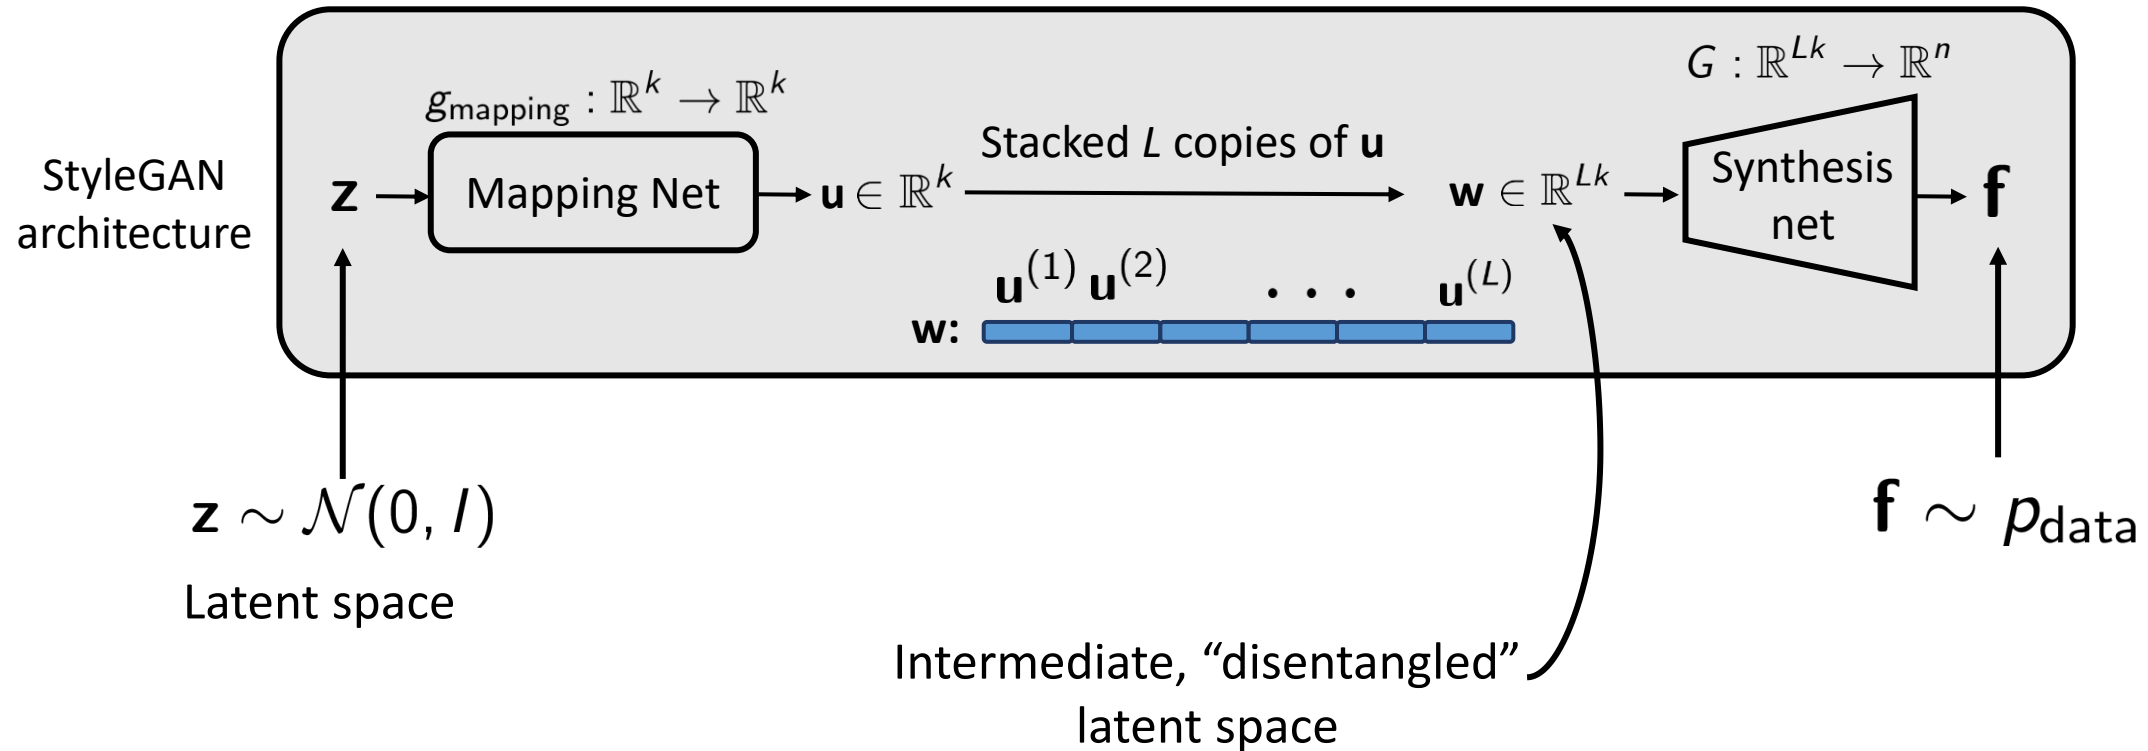 StyleGAN
architecture
g_mapping : ℝ^k → ℝ^k
G : ℝ^{Lk} → ℝ^n
z
Mapping Net
u ∈ ℝ^k
Stacked L copies of u
w ∈ ℝ^{Lk}
Synthesis
net
f
u^(1) u^(2) . . . u^(L)
w:
z ~ 𝒩(0, I)
Latent space
f ~ p_data
Intermediate, “disentangled”
latent space